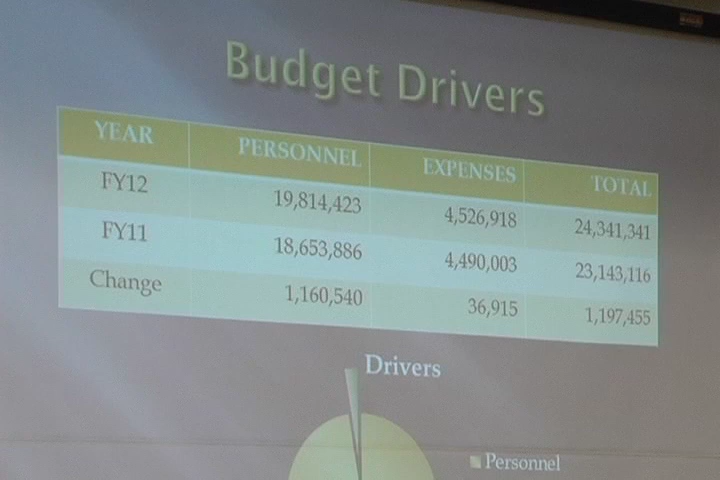 Budget Drivers
YEAR PERSONNEL EXPENSES TOTAL
FY12 19,814,423 4,526,918 24,341,341
FY11 18,653,886 4,490,003 23,143,116
Change 1,160,540 36,915 1,197,455
Drivers
Personnel